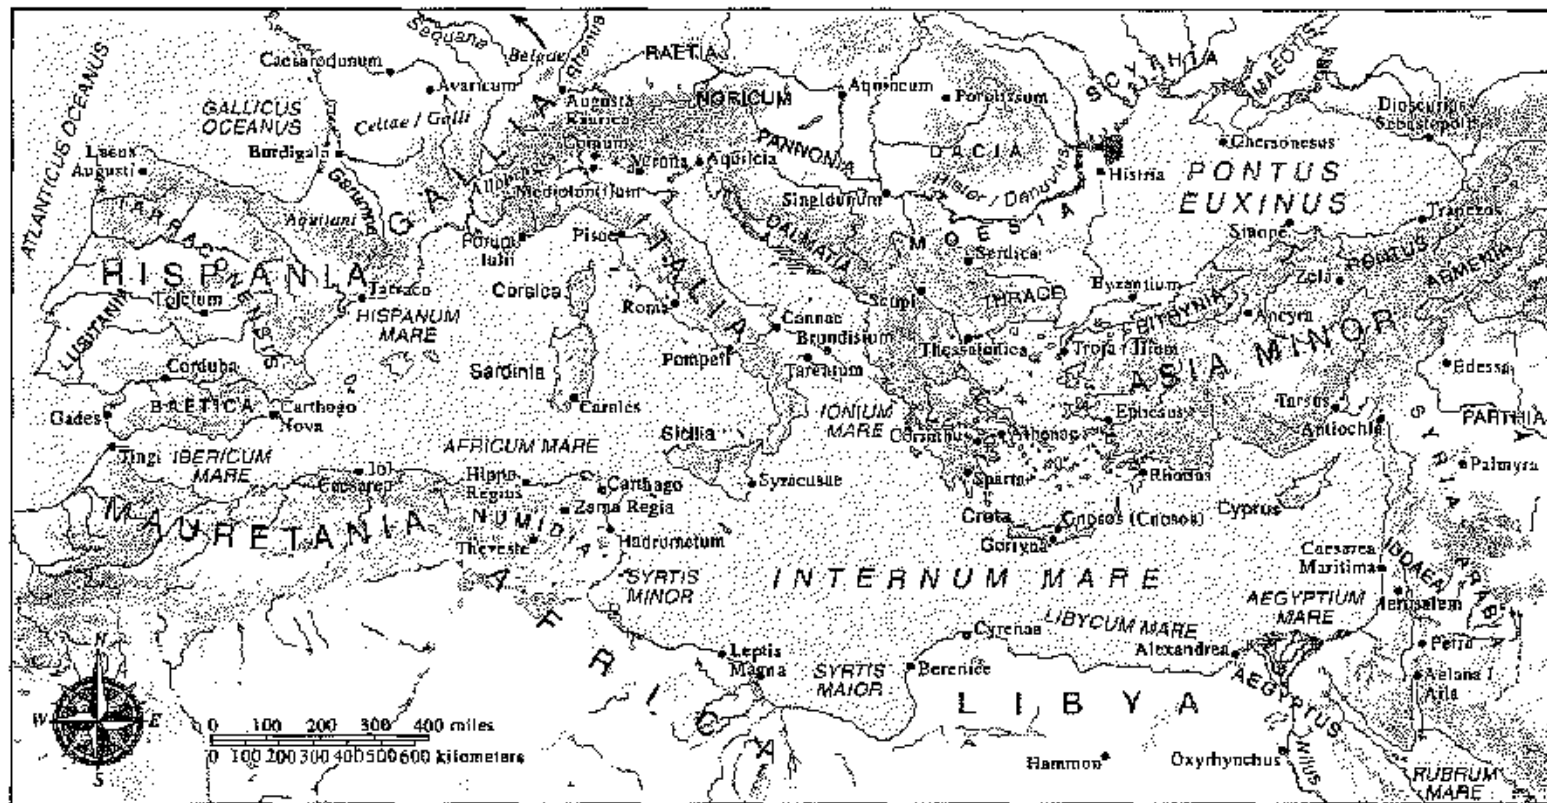 ATLANTICUS OCEANUS
GALLICUS
OCEANUS
Caesarodunum
Sequane
Belgae
Rhenus
Avaricum
Celtae / Galli
Burdigala
Garumna
Aquitani
GALLIA
Augusta
Raurica
RAETIA
NORICUM
Aquincum
Porolissum
SCYTHIA
MAEOTIS
Dioscurias /
Sebastopolis
Chersonesus
Lucus
Augusti
Comum
Verona
Aquileia
PANNONIA
DACIA
Hister / Danuvius
Histria
PONTUS
EUXINUS
Mediolanum
Singidunum
MOESIA
DALMATIA
Serdica
Sinope
Trapezos
TARRACONENSIS
HISPANIA
Toletum
Tarraco
HISPANUM
MARE
LUSITANIA
Forum
Iulii
Pisae
ITALIA
Corsica
Roma
Cannae
Brundisium
Pompeii
Tarentum
Scupi
THRACE
Byzantium
BITHYNIA
Zela
PONTUS
ARMENIA
Ancyra
Thessalonica
Troja / Ilium
ASIA MINOR
Edessa
Corduba
BAETICA
Gades
Carthago
Nova
Sardinia
Carales
IONIUM
MARE
Corinthus
Athenae
Ephesus
Tarsus
Antiochia
SYRIA
PARTHIA
Palmyra
Tingi
IBERICUM
MARE
Iol
Caesarea
AFRICUM MARE
Hippo
Regius
Carthago
Sicilia
Syracusae
Sparta
Rhodus
Cyprus
MAURETANIA
NUMIDIA
Zama Regia
Theveste
Hadrumetum
Creta
Gnosos (Cnosos)
Gortyna
Caesarea
Maritima
IUDAEA
ARABIA
SYRTIS
MINOR
INTERNUM MARE
AEGYPTIUM
MARE
Ierusalem
AFRICA
Leptis
Magna
SYRTIS
MAIOR
Cyrenae
LIBYCUM MARE
Berenice
Alexandrea
Petra
Aelana /
Aila
LIBYA
AEGYPTUS
Hammon
Oxyrhynchus
Nilus
RUBRUM
MARE
N
W
E
S
0 100 200 300 400 miles
0 100 200 300 400 500 600 kilometers